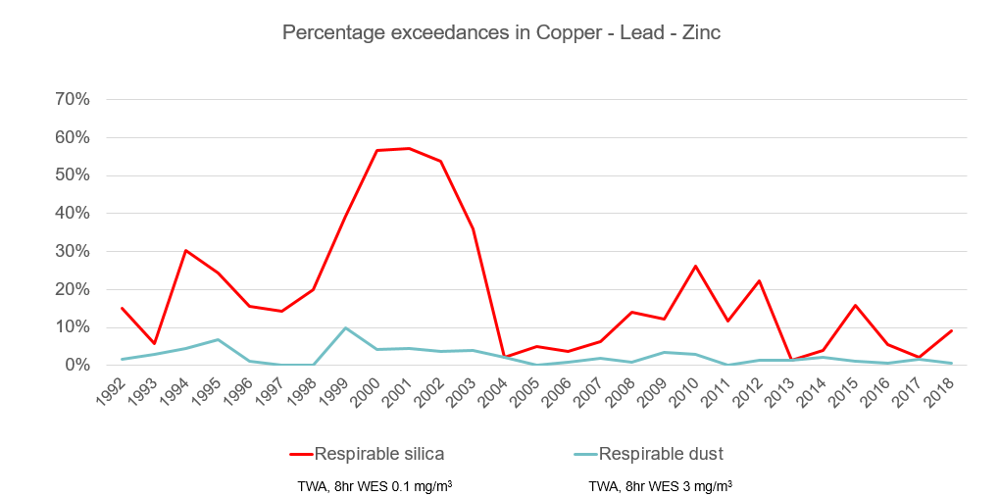 Percentage exceedances in Copper - Lead - Zinc
70%
60%
50%
40%
30%
20%
10%
0%
1992 1993 1994 1995 1996 1997 1998 1999 2000 2001 2002 2003 2004 2005 2006 2007 2008 2009 2010 2011 2012 2013 2014 2015 2016 2017 2018
Respirable silica Respirable dust
TWA, 8hr WES 0.1 mg/m³ TWA, 8hr WES 3 mg/m³